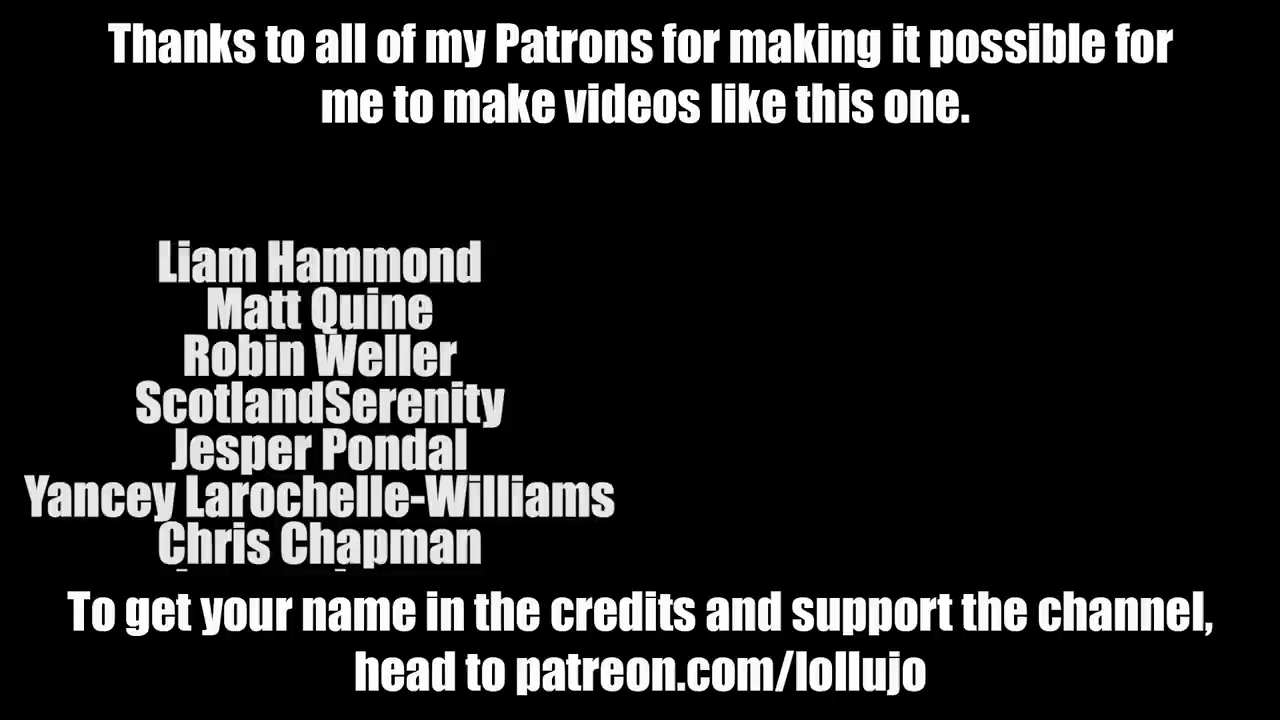 Thanks to all of my Patrons for making it possible for
me to make videos like this one.
Liam Hammond
Matt Quine
Robin Weller
ScotlandSerenity
Jesper Pondal
Yancey Larochelle-Williams
Chris Chapman
To get your name in the credits and support the channel,
head to patreon.com/lollujo